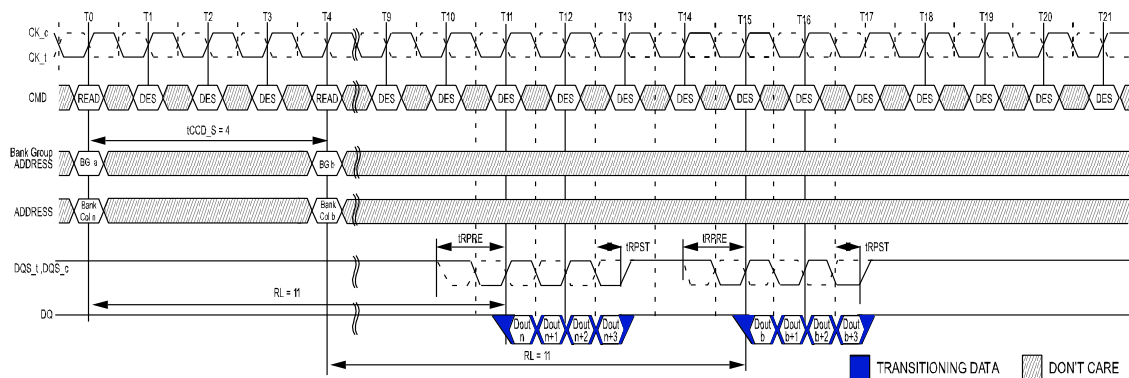 T0 T1 T2 T3 T4 T9 T10 T11 T12 T13 T14 T15 T16 T17 T18 T19 T20 T21
CK_c
CK_t
CMD READ DES DES DES READ DES DES DES DES DES DES DES DES DES DES DES DES DES
tCCD_S = 4
Bank Group
ADDRESS BG a BG b
ADDRESS Bank Col n Bank Col b
tRPRE tRPST tRPRE tRPST
DQS_t ,DQS_c
RL = 11
DQ Dout n Dout n+1 Dout n+2 Dout n+3 Dout b Dout b+1 Dout b+2 Dout b+3
RL = 11
TRANSITIONING DATA DON'T CARE